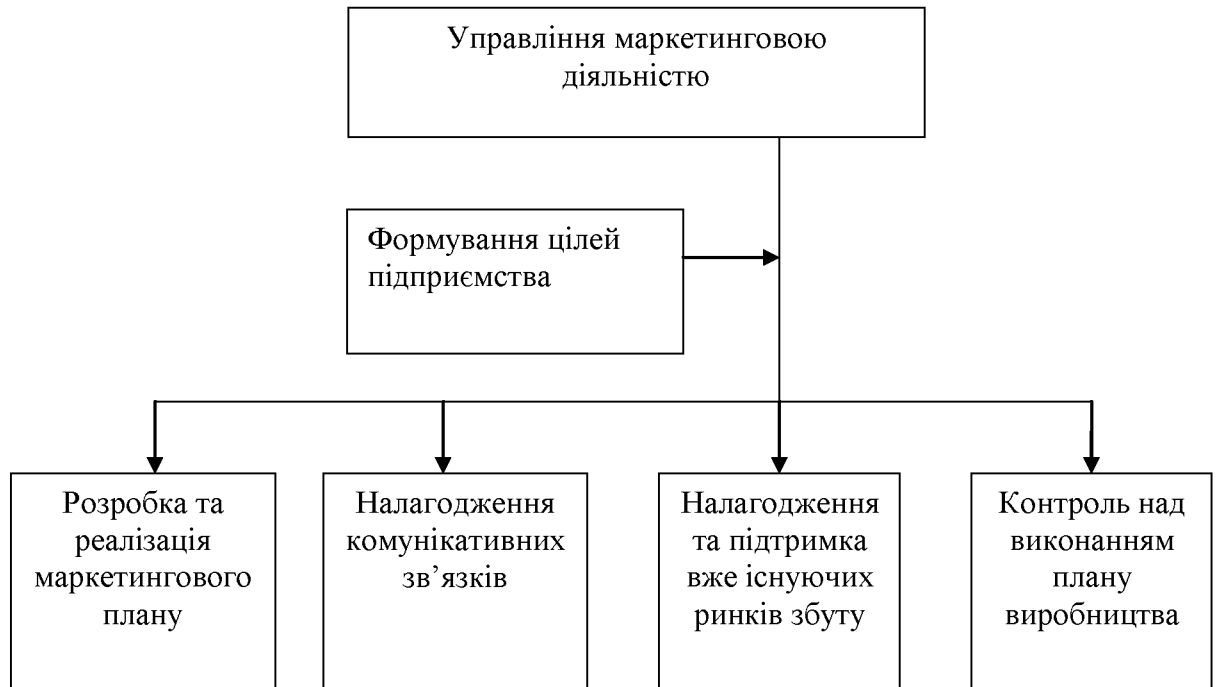 Управління маркетинговою
діяльністю
Формування цілей
підприємства
Розробка та
реалізація
маркетингового
плану
Налагодження
комунікативних
зв’язків
Налагодження
та підтримка
вже існуючих
ринків збуту
Контроль над
виконанням
плану
виробництва